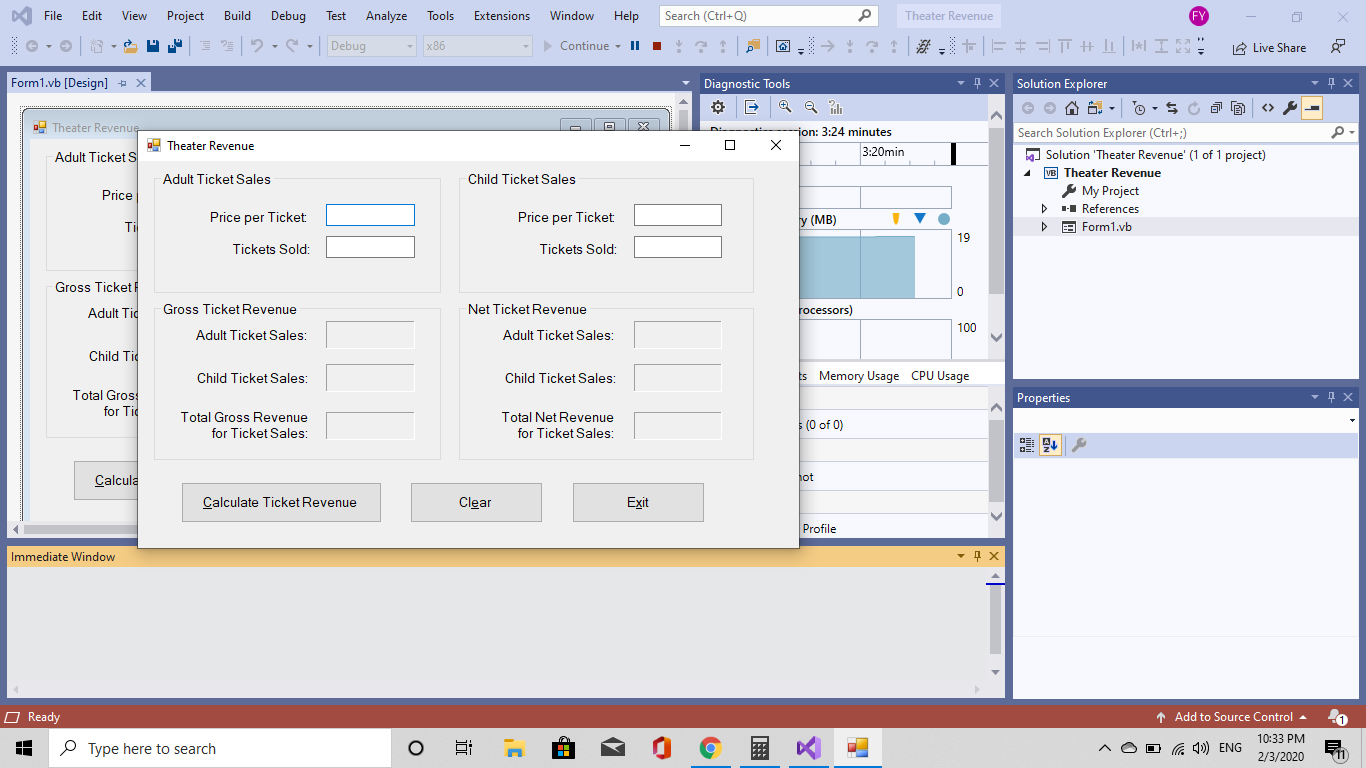 File Edit View Project Build Debug Test Analyze Tools Extensions Window Help Search (Ctrl+Q) Theater Revenue FY
Debug x86 Continue Live Share
Form1.vb [Design]
Theater Revenue
Adult Ticket S
Price
Gross Ticket
Adult Tic
Child Tic
Total Gros
for Tic
Calcula
Theater Revenue
Adult Ticket Sales
Price per Ticket:
Tickets Sold:
Child Ticket Sales
Price per Ticket:
Tickets Sold:
Gross Ticket Revenue
Adult Ticket Sales:
Child Ticket Sales:
Total Gross Revenue
for Ticket Sales:
Net Ticket Revenue
Adult Ticket Sales:
Child Ticket Sales:
Total Net Revenue
for Ticket Sales:
Calculate Ticket Revenue Clear Exit
Diagnostic Tools
session: 3:24 minutes
3:20min
ry (MB)
19
0
rocessors)
100
ts Memory Usage CPU Usage
s (0 of 0)
hot
Profile
Solution Explorer
Search Solution Explorer (Ctrl+;)
Solution 'Theater Revenue' (1 of 1 project)
VB Theater Revenue
My Project
References
Form1.vb
Properties
Immediate Window
Ready Add to Source Control 1
Type here to search
ENG 10:33 PM
2/3/2020
11